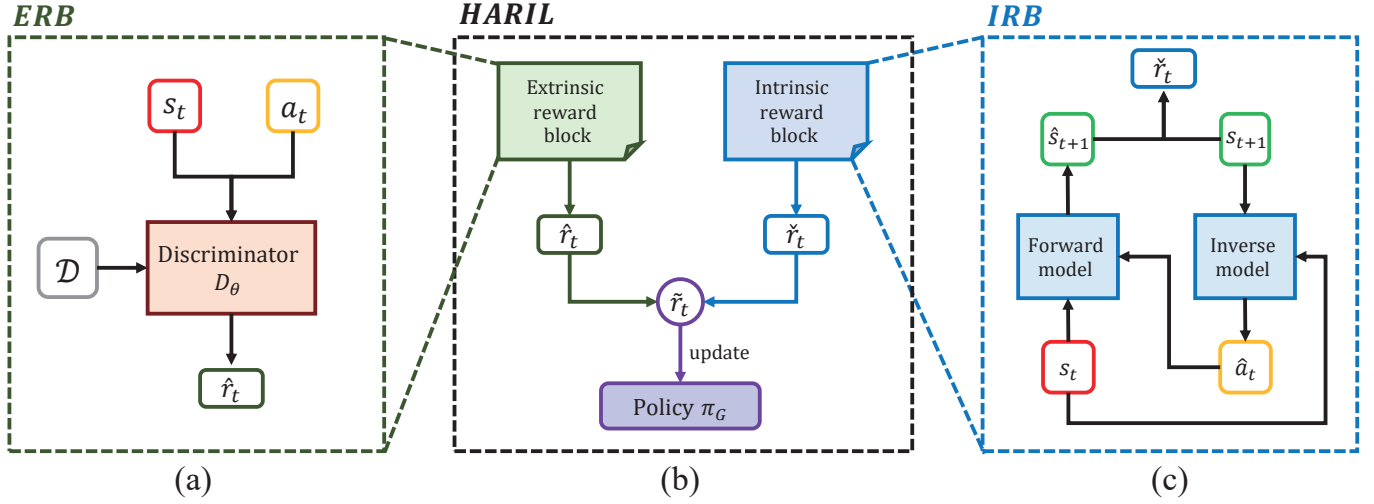 ERB
s_t
a_t
𝒟
Discriminator
D_θ
r̂_t
(a)
HARIL
Extrinsic
reward
block
Intrinsic
reward
block
r̂_t
ř_t
r̃_t
update
Policy π_G
(b)
IRB
ř_t
ŝ_{t+1}
s_{t+1}
Forward
model
Inverse
model
s_t
â_t
(c)